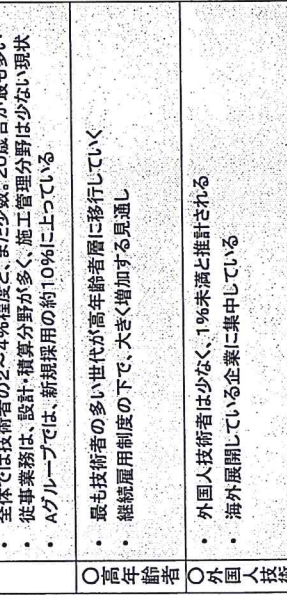 ・ 全体では技術者の2～4%程度と、まだ少数。20歳台が最も多い
・ 従事業務は、設計・積算分野が多く、施工管理分野は少ない現状
・ Aグループでは、新規採用の約10%に上っている
○高年齢者
・ 最も技術者の多い世代が高年齢者層に移行していく
・ 継続雇用制度の下で、大きく増加する見通し
○外国人技術
・ 外国人技術者は少なく、1%未満と推計される
・ 海外展開している企業に集中している